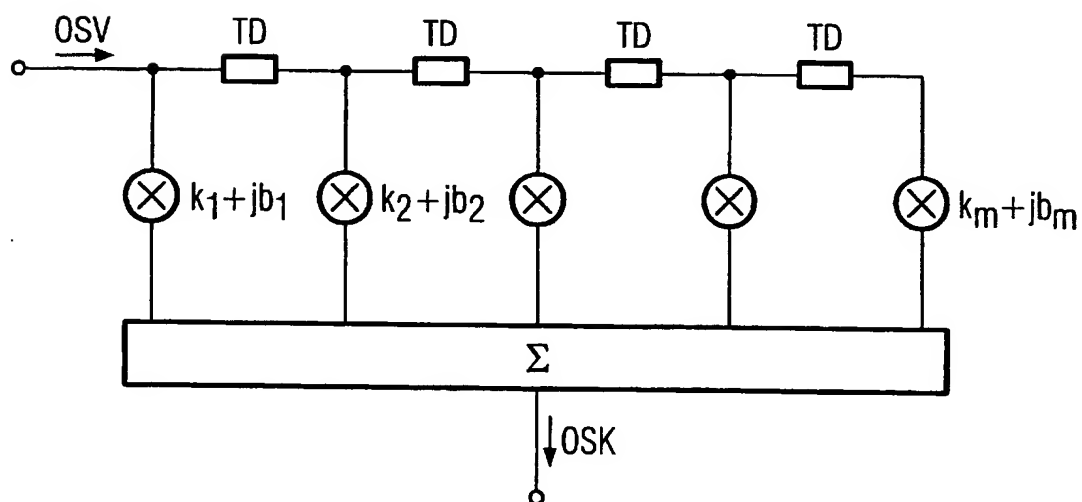 OSV
TD
TD
TD
TD
k₁+jb₁
k₂+jb₂
kₘ+jbₘ
Σ
OSK